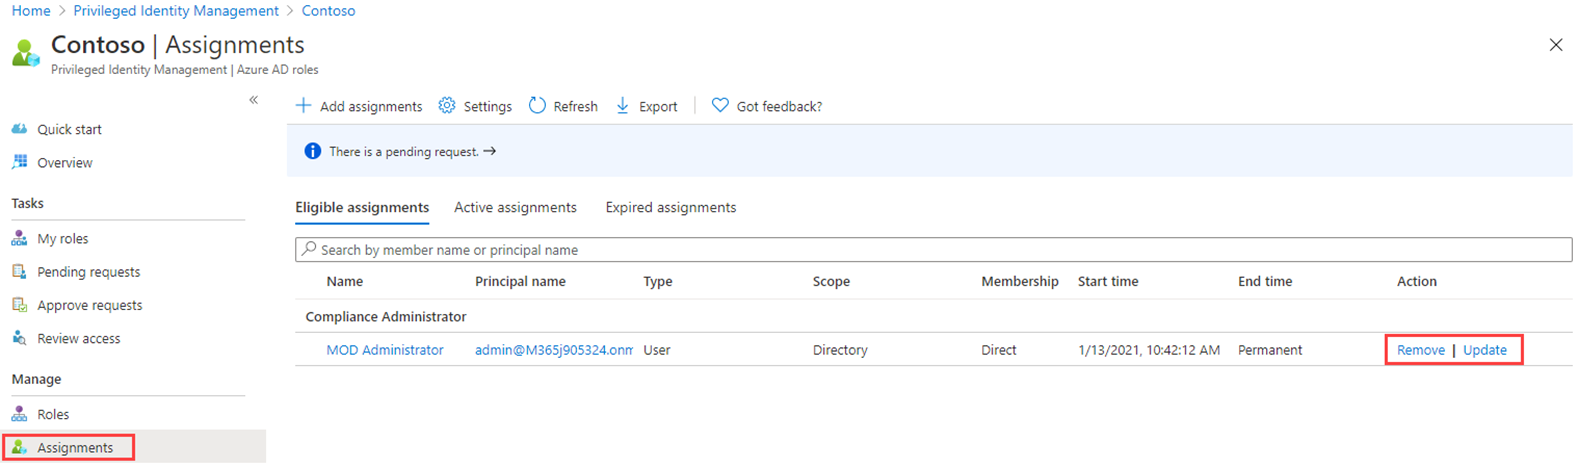 Home > Privileged Identity Management > Contoso
Contoso | Assignments
Privileged Identity Management | Azure AD roles
«
Quick start
Overview
Tasks
My roles
Pending requests
Approve requests
Review access
Manage
Roles
Assignments
Add assignments Settings Refresh Export Got feedback?
There is a pending request. →
Eligible assignments Active assignments Expired assignments
Search by member name or principal name
Name Principal name Type Scope Membership Start time End time Action
Compliance Administrator
MOD Administrator admin@M365j905324.onm User Directory Direct 1/13/2021, 10:42:12 AM Permanent Remove | Update